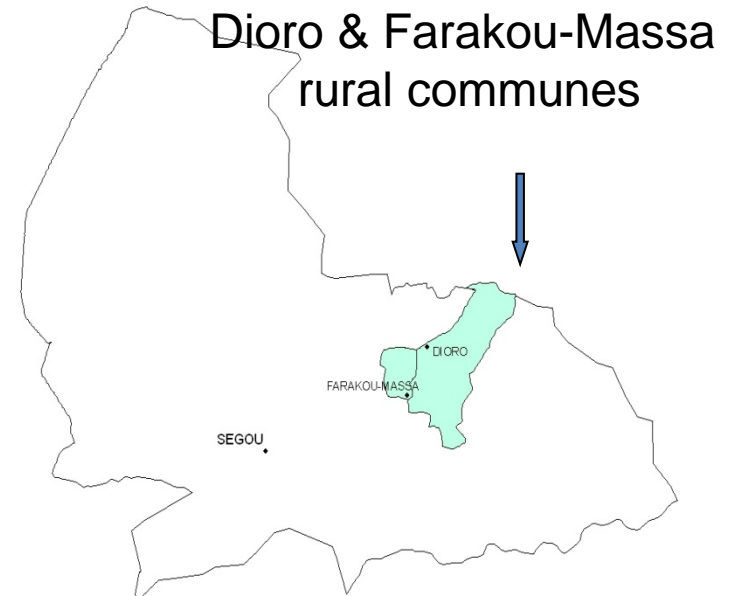 Dioro & Farakou-Massa
rural communes
DIORO
FARAKOU-MASSA
SEGOU